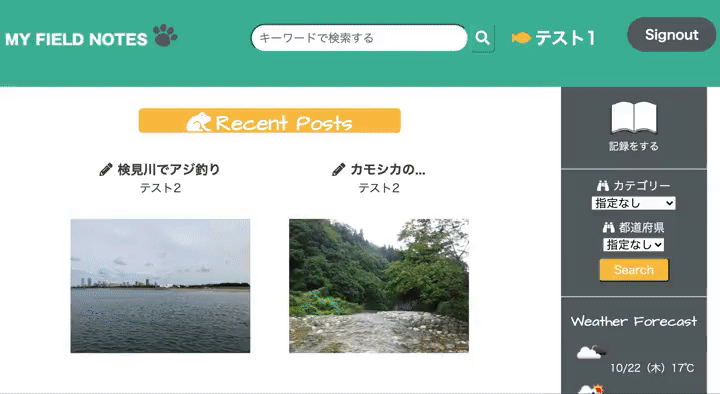 MY FIELD NOTES
キーワードで検索する
テスト1
Signout
Recent Posts
検見川でアジ釣り
テスト2
カモシカの...
テスト2
記録をする
カテゴリー
指定なし
都道府県
指定なし
Search
Weather Forecast
10/22（木）17℃